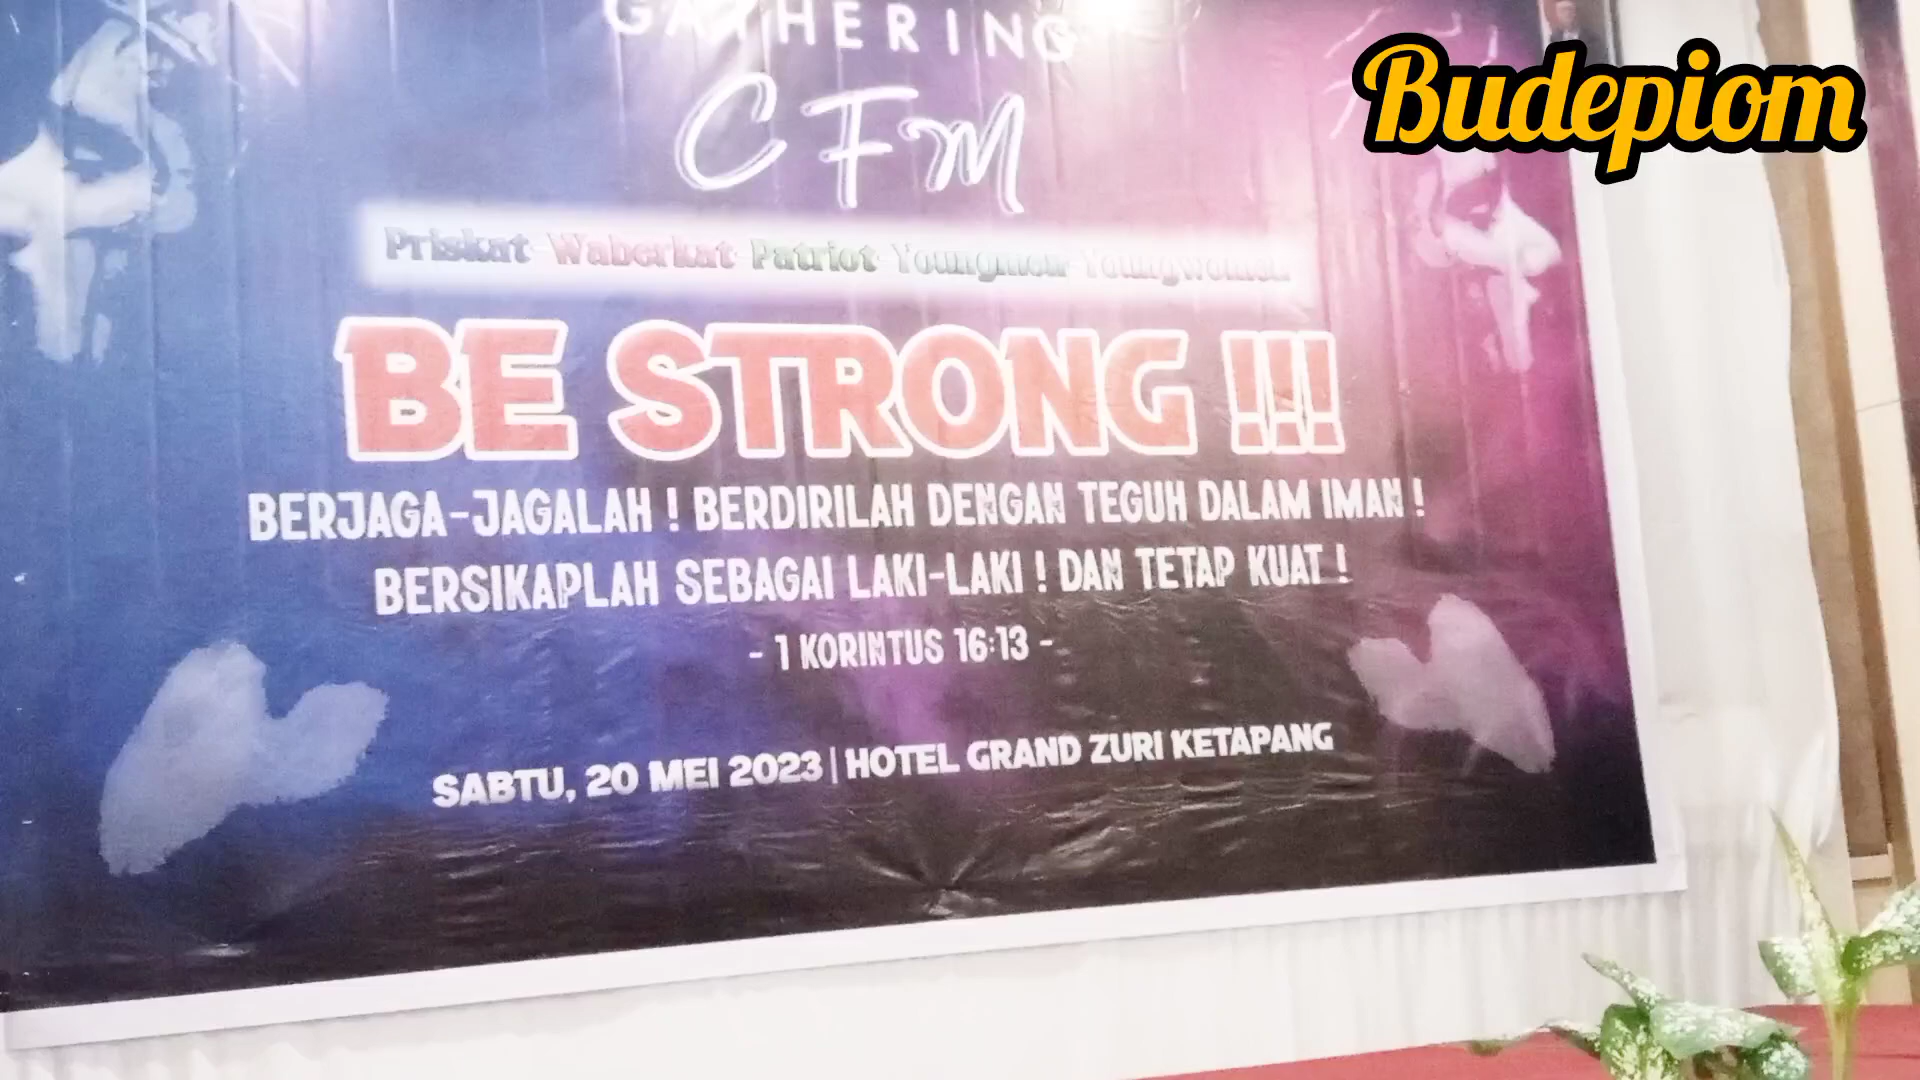 Budepiom
GATHERING
CFM
Priskat Waberkat Patriot Youngmen Youngwomen
BE STRONG !!!
BERJAGA-JAGALAH ! BERDIRILAH DENGAN TEGUH DALAM IMAN !
BERSIKAPLAH SEBAGAI LAKI-LAKI ! DAN TETAP KUAT !
- 1 KORINTUS 16:13 -
SABTU, 20 MEI 2023 | HOTEL GRAND ZURI KETAPANG